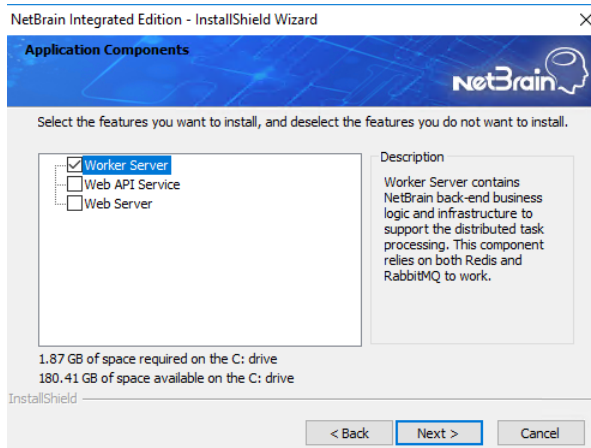 NetBrain Integrated Edition - InstallShield Wizard
Application Components
NetBrain
Select the features you want to install, and deselect the features you do not want to install.
Worker Server
Web API Service
Web Server
Description
Worker Server contains
NetBrain back-end business
logic and infrastructure to
support the distributed task
processing. This component
relies on both Redis and
RabbitMQ to work.
1.87 GB of space required on the C: drive
180.41 GB of space available on the C: drive
InstallShield
< Back
Next >
Cancel